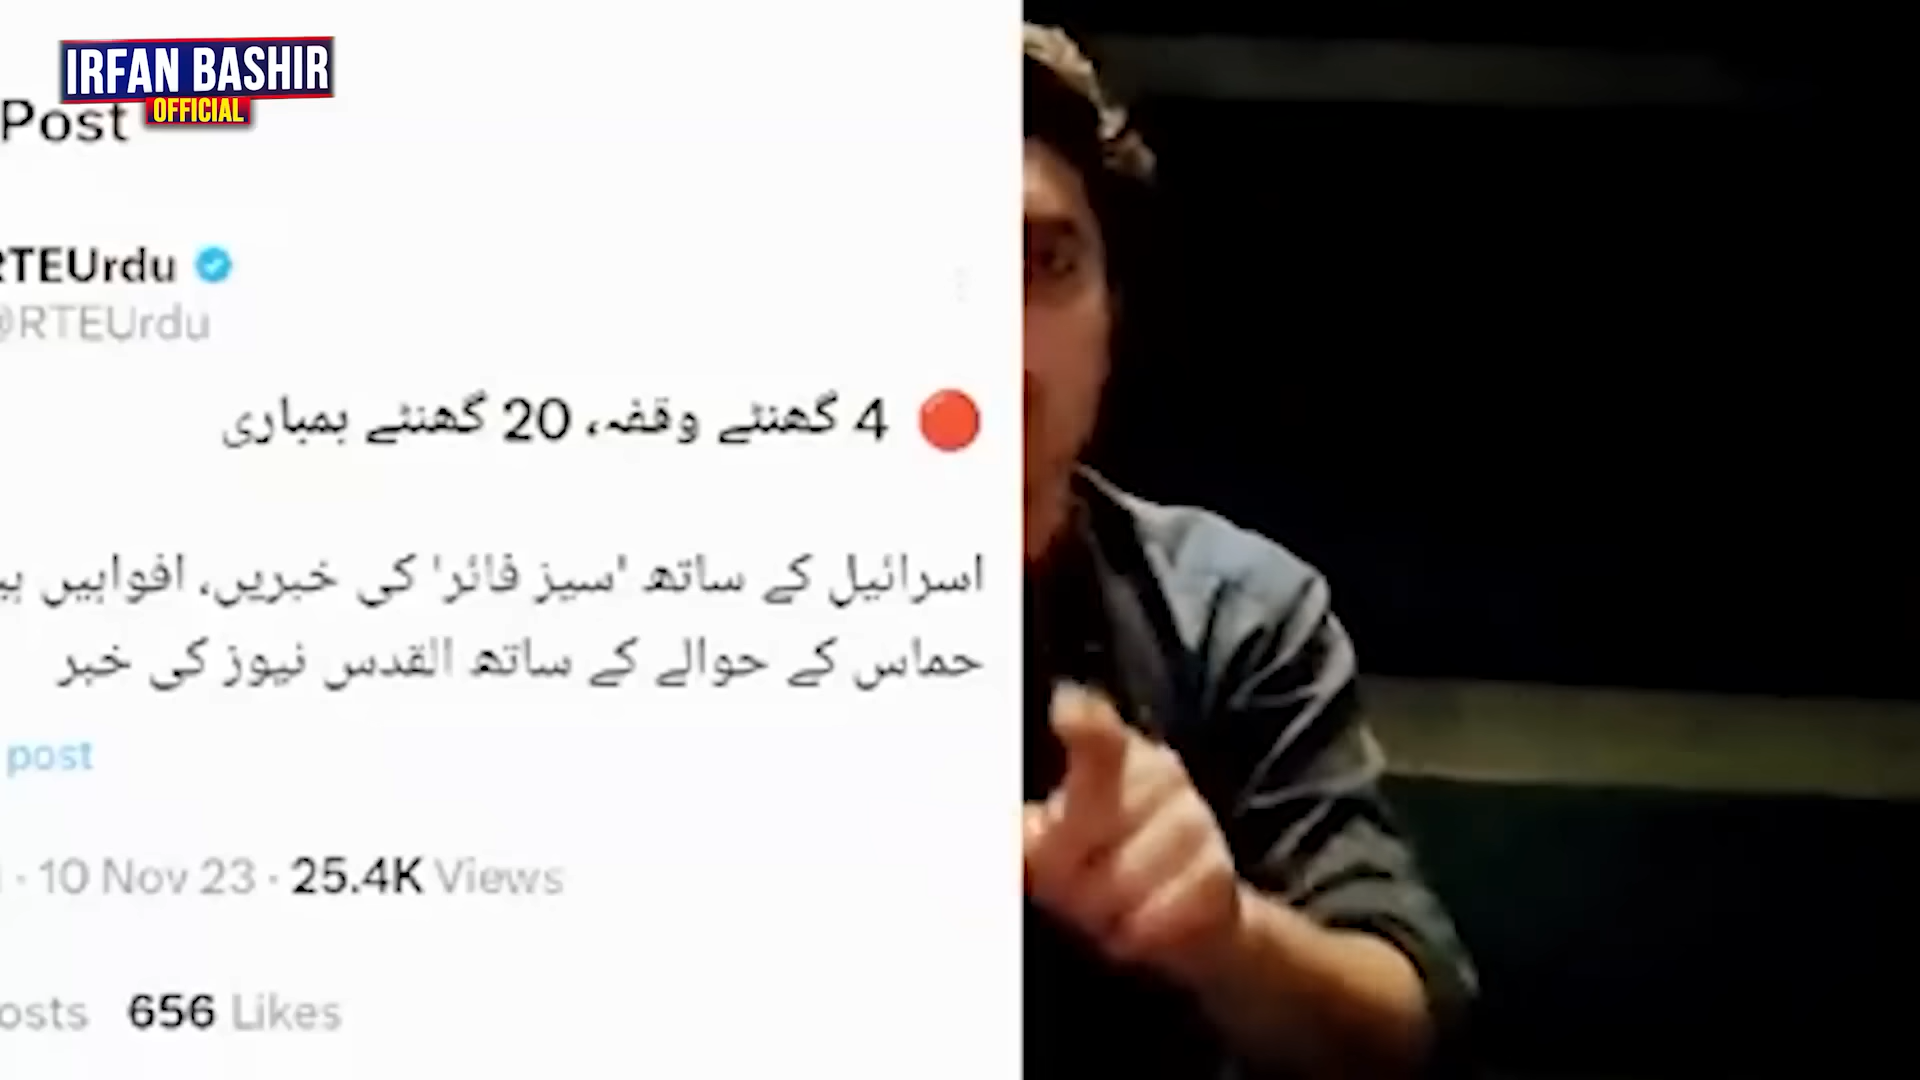 IRFAN BASHIR
OFFICIAL
Post
RTEUrdu
@RTEUrdu
4 گھنٹے وقفہ، 20 گھنٹے بمباری
اسرائیل کے ساتھ 'سیز فائر' کی خبریں، افواہیں
حماس کے حوالے کے ساتھ القدس نیوز کی خبر
post
· 10 Nov 23 · 25.4K Views
656 Likes